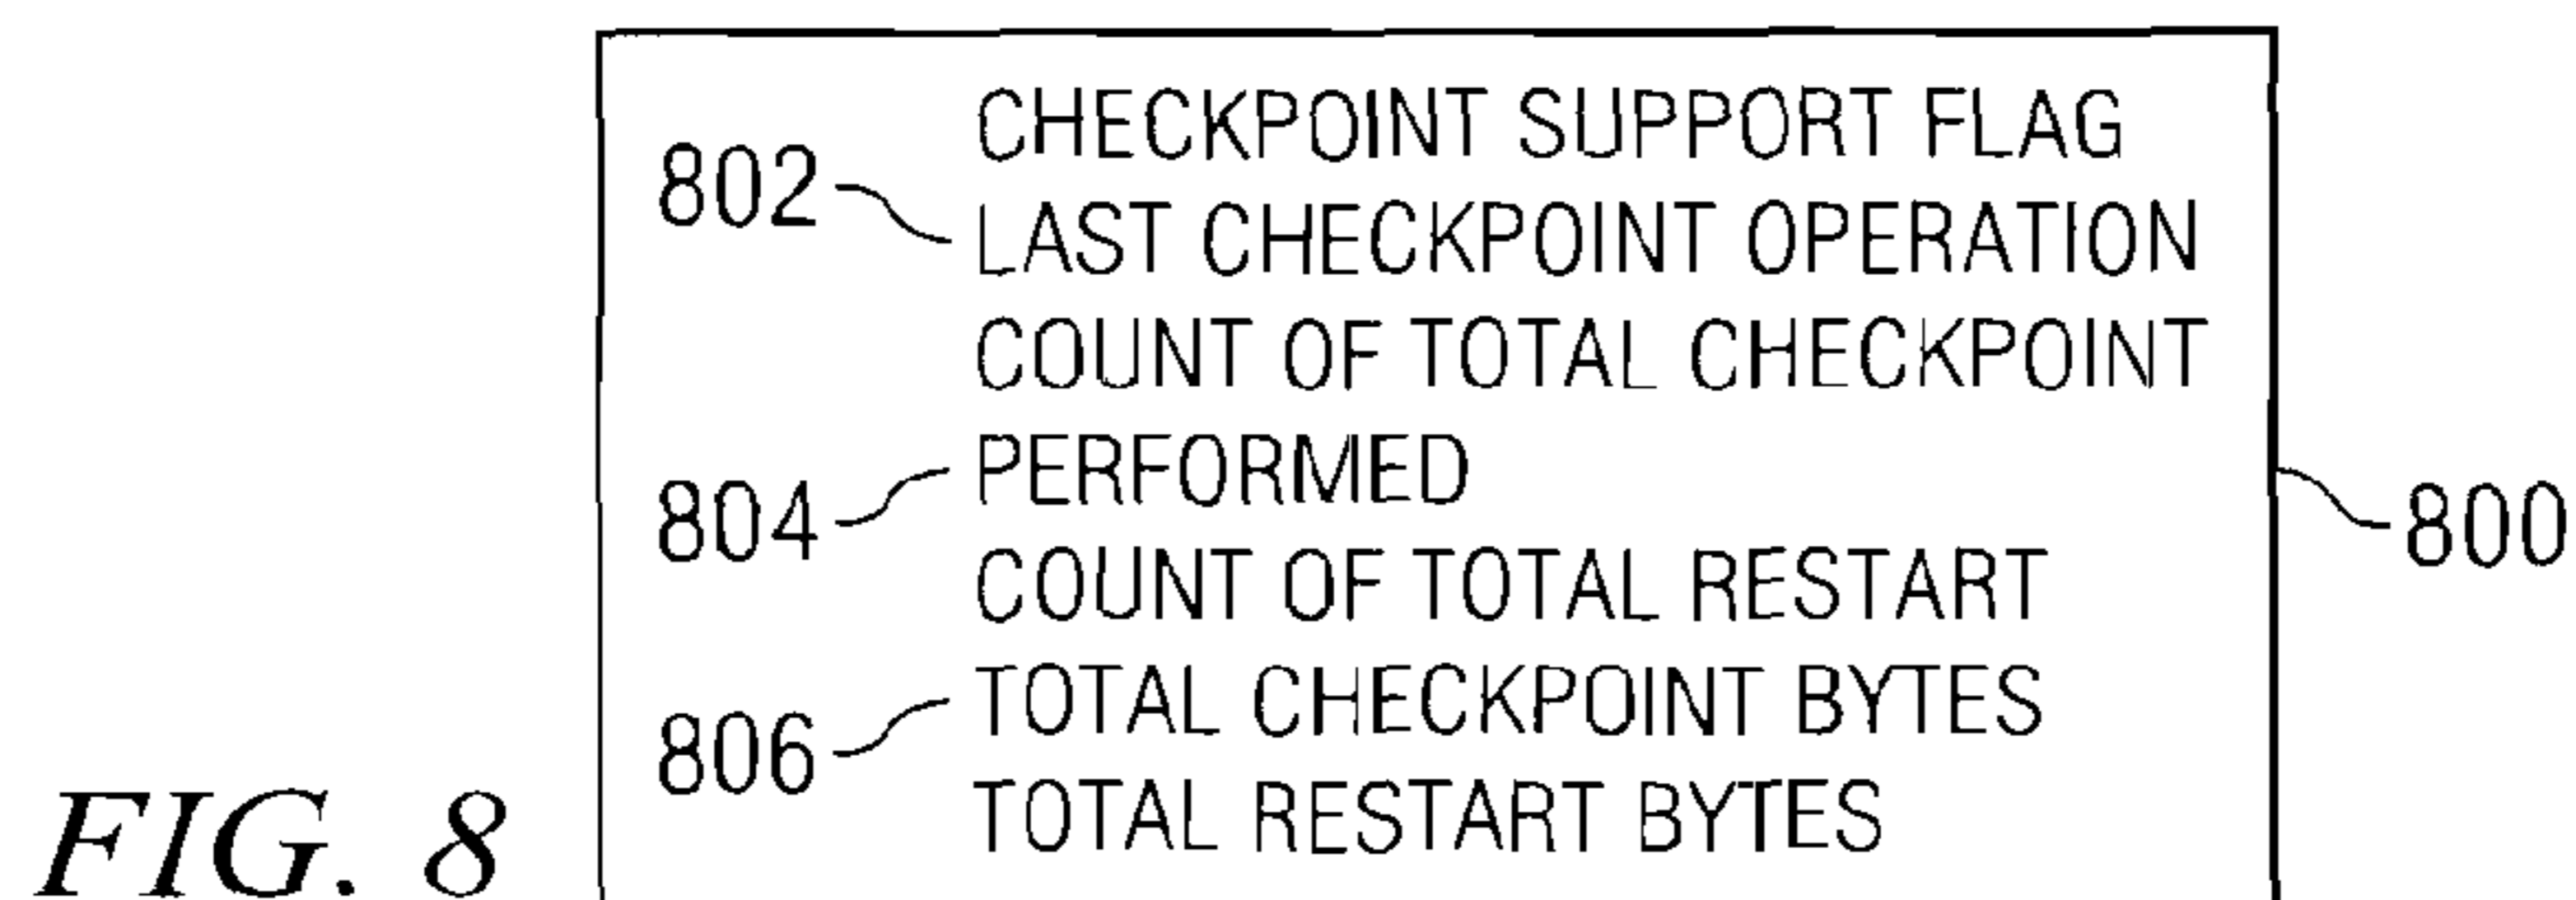 CHECKPOINT SUPPORT FLAG
802
LAST CHECKPOINT OPERATION
COUNT OF TOTAL CHECKPOINT
PERFORMED
804
800
COUNT OF TOTAL RESTART
TOTAL CHECKPOINT BYTES
806
TOTAL RESTART BYTES
FIG. 8